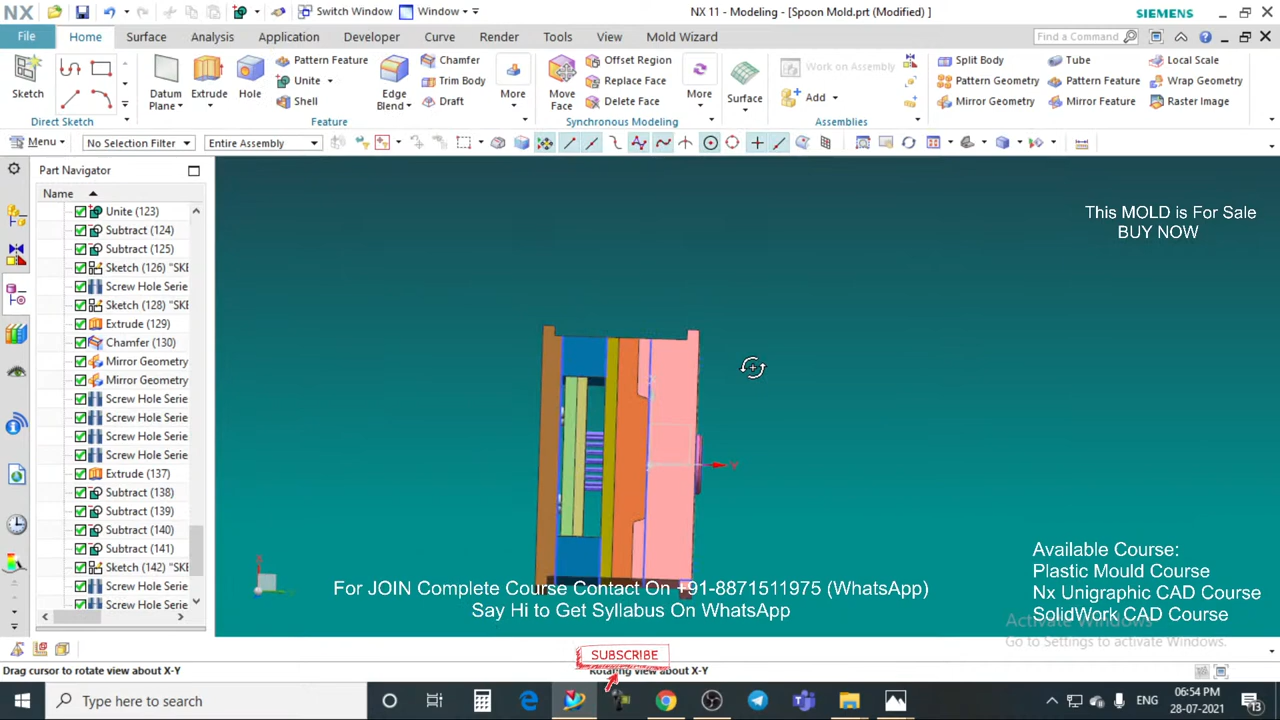 NX
Switch Window
Window
NX 11 - Modeling - [Spoon Mold.prt (Modified) ]
SIEMENS
File
Home
Surface
Analysis
Application
Developer
Curve
Render
Tools
View
Mold Wizard
Find a Command
Sketch
Datum Plane
Extrude
Hole
Pattern Feature
Unite
Shell
Edge Blend
Chamfer
Trim Body
Draft
More
Move Face
Offset Region
Replace Face
Delete Face
More
Surface
Work on Assembly
Add
Split Body
Pattern Geometry
Mirror Geometry
Tube
Pattern Feature
Mirror Feature
Local Scale
Wrap Geometry
Raster Image
Direct Sketch
Feature
Synchronous Modeling
Assemblies
Menu
No Selection Filter
Entire Assembly
Part Navigator
Name
Unite (123)
Subtract (124)
Subtract (125)
Sketch (126) "SKE
Screw Hole Serie
Sketch (128) "SKE
Extrude (129)
Chamfer (130)
Mirror Geometry
Mirror Geometry
Screw Hole Serie
Screw Hole Serie
Screw Hole Serie
Screw Hole Serie
Extrude (137)
Subtract (138)
Subtract (139)
Subtract (140)
Subtract (141)
Sketch (142) "SKE
Screw Hole Serie
Screw Hole Serie
This MOLD is For Sale
BUY NOW
Available Course:
Plastic Mould Course
Nx Unigraphic CAD Course
SolidWork CAD Course
For JOIN Complete Course Contact On +91-8871511975 (WhatsApp)
Say Hi to Get Syllabus On WhatsApp
Activate Windows
Go to Settings to activate Windows.
SUBSCRIBE
Drag cursor to rotate view about X-Y
Rotating view about X-Y
Type here to search
ENG
06:54 PM
28-07-2021
13